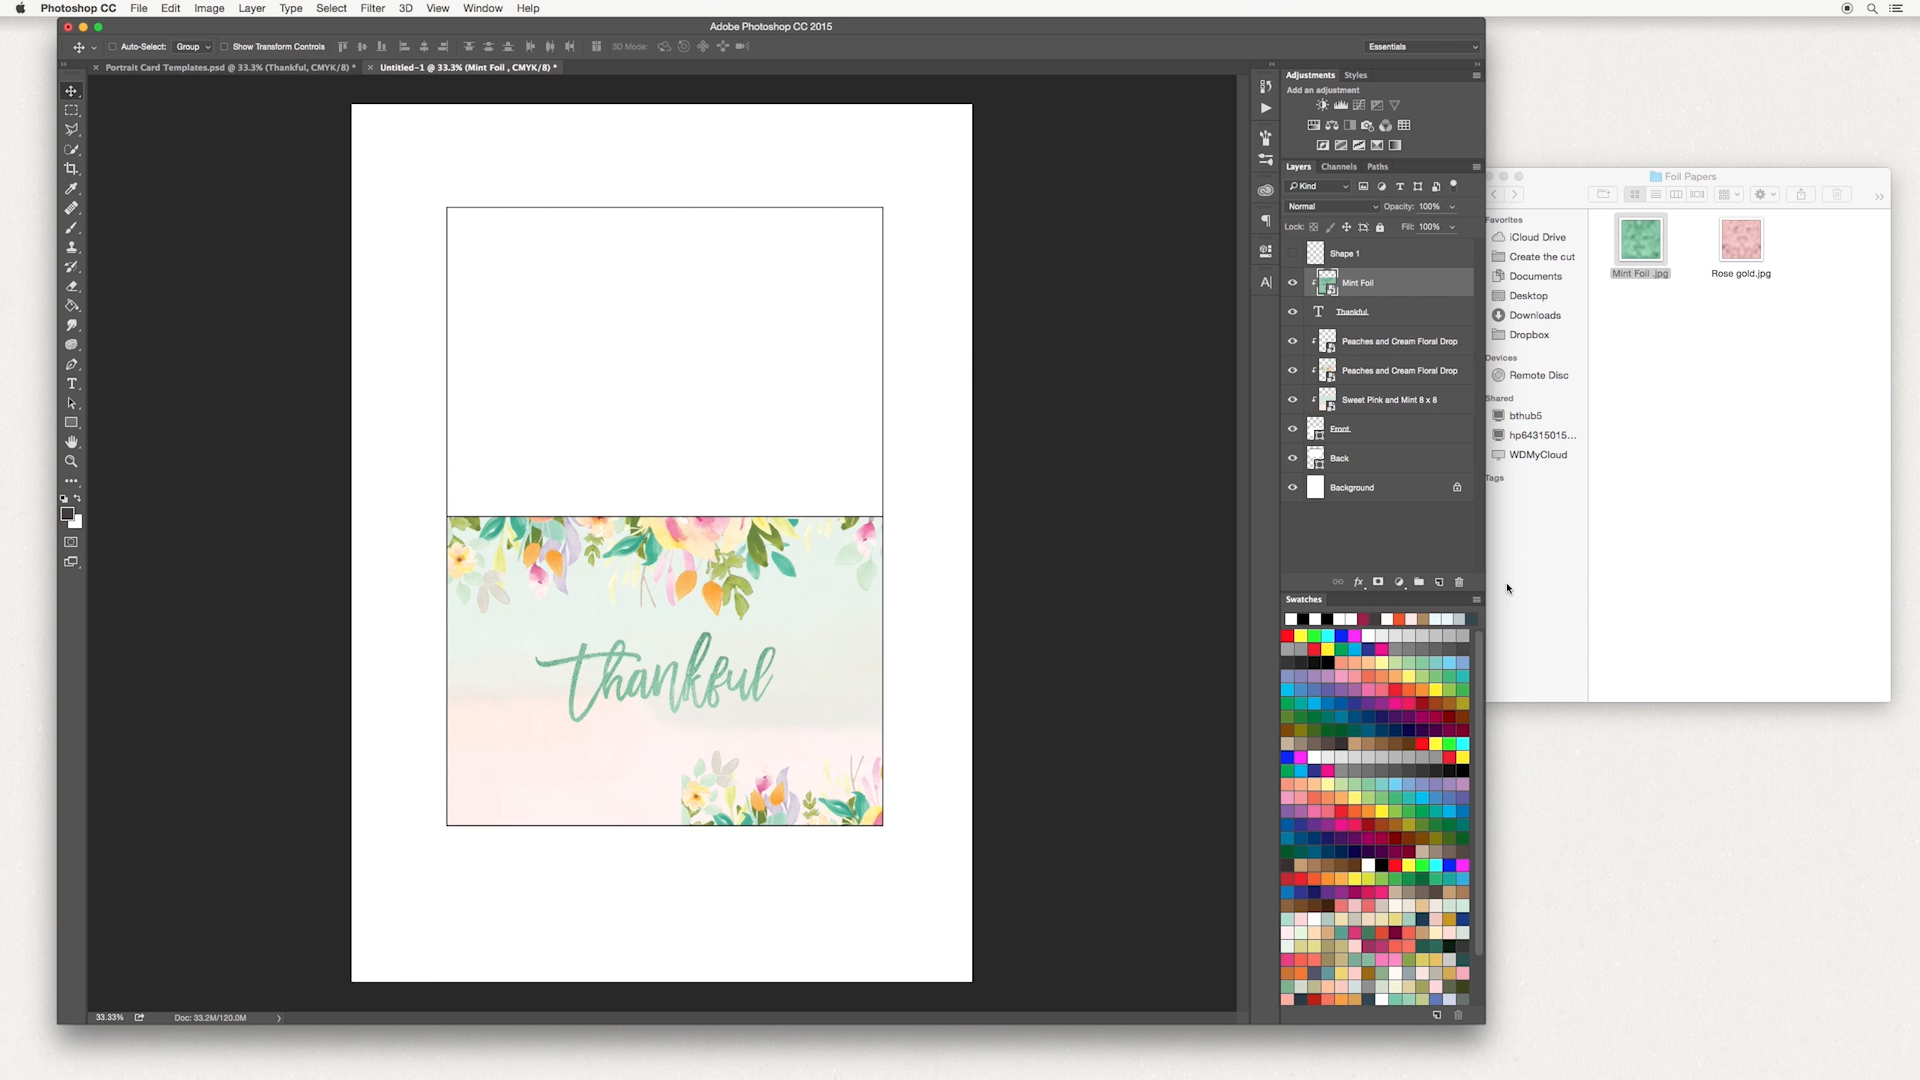 Photoshop CC File Edit Image Layer Type Select Filter 3D View Window Help
Adobe Photoshop CC 2015
Auto-Select: Group Show Transform Controls 3D Mode: Essentials
Portrait Card Templates.psd @ 33.3% (Thankful, CMYK/8) * Untitled-1 @ 33.3% (Mint Foil , CMYK/8) *
Adjustments Styles
Add an adjustment
Layers Channels Paths
Kind
Normal Opacity: 100%
Lock: Fill: 100%
Shape 1
Mint Foil
Thankful
Peaches and Cream Floral Drop
Peaches and Cream Floral Drop
Sweet Pink and Mint 8 x 8
Front
Back
Background
Swatches
Thankful
33.33% Doc: 33.2M/120.0M
Foil Papers
Favorites
iCloud Drive
Create the cut
Documents
Desktop
Downloads
Dropbox
Devices
Remote Disc
Shared
bthub5
hp64315015...
WDMyCloud
Tags
Mint Foil .jpg
Rose gold.jpg